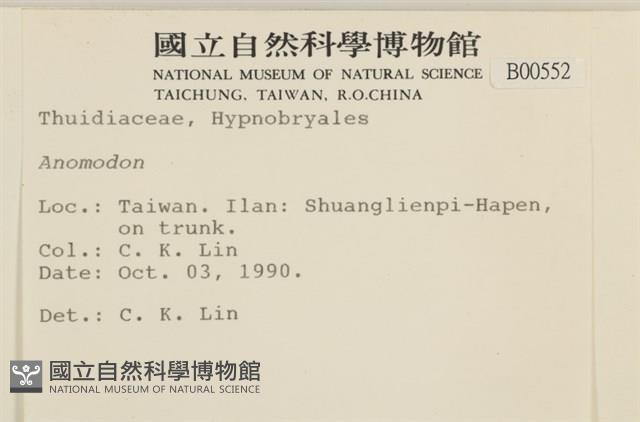 國立自然科學博物館
NATIONAL MUSEUM OF NATURAL SCIENCE
B00552
TAICHUNG, TAIWAN, R.O.CHINA
Thuidiaceae, Hypnobryales
Anomodon
Loc.: Taiwan. Ilan: Shuanglienpi-Hapen,
on trunk.
Col.: C. K. Lin
Date: Oct. 03, 1990.
Det.: C. K. Lin
國立自然科學博物館
NATIONAL MUSEUM OF NATURAL SCIENCE